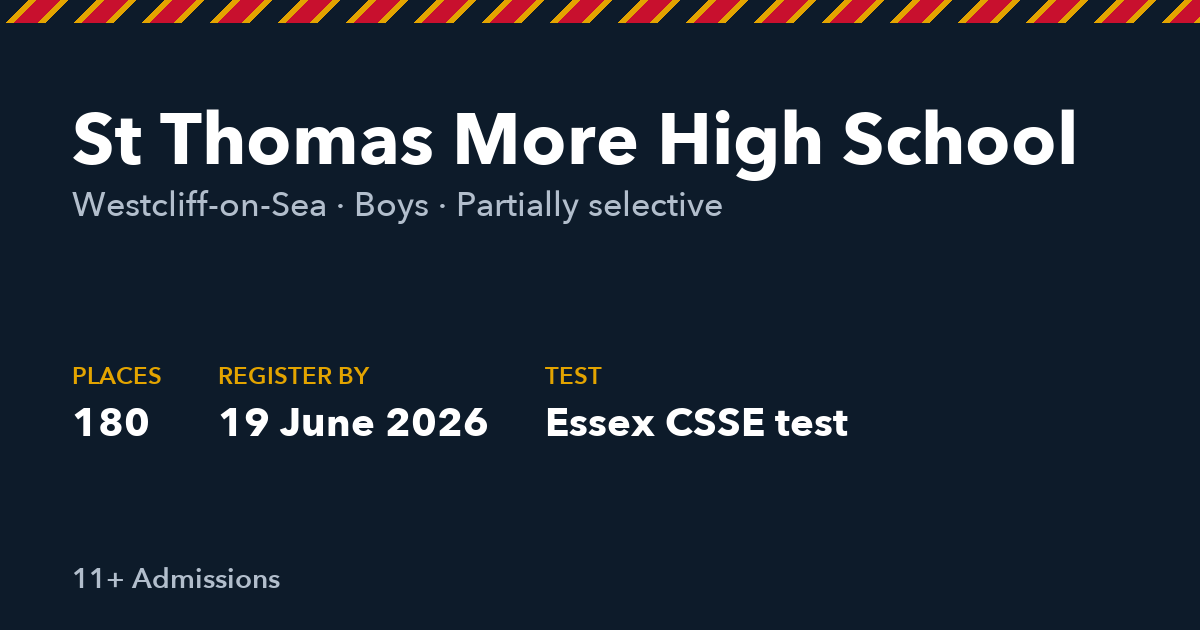 St Thomas More High School
Westcliff-on-Sea · Boys · Partially selective
PLACES
180
REGISTER BY
19 June 2026
TEST
Essex CSSE test
11+ Admissions